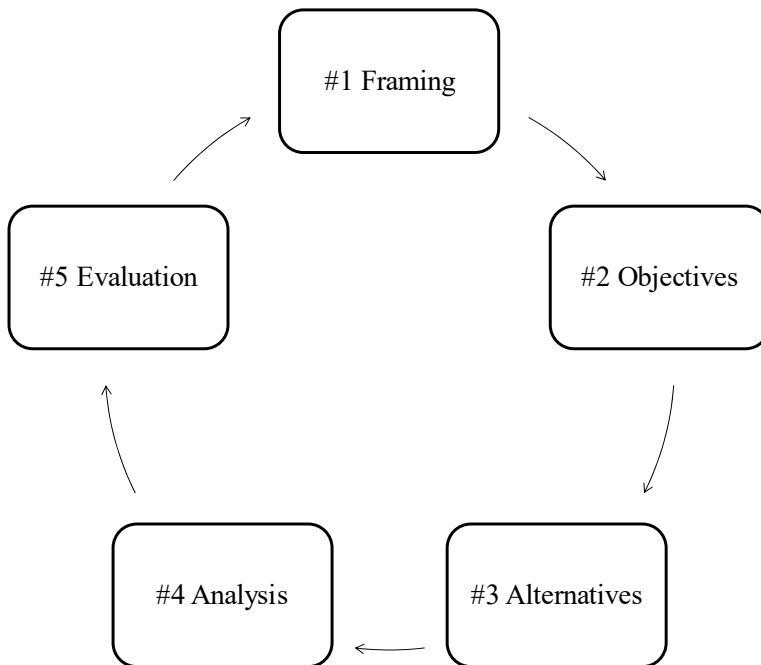 #1 Framing
#2 Objectives
#3 Alternatives
#4 Analysis
#5 Evaluation